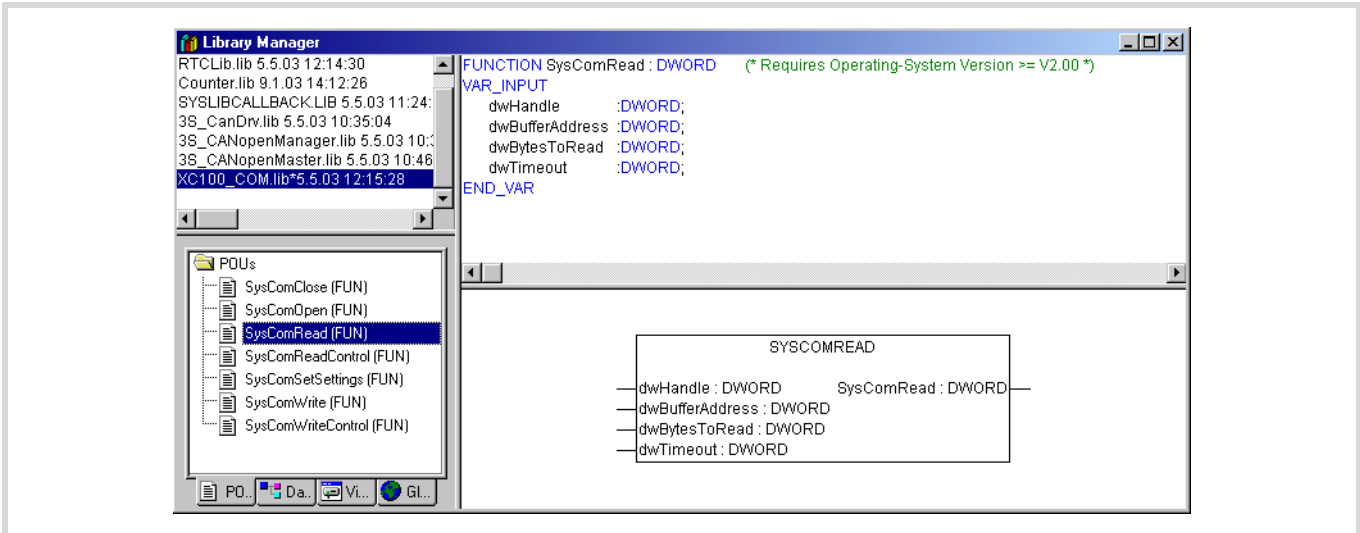 Library Manager
RTCLib.lib 5.5.03 12:14:30
Counter.lib 9.1.03 14:12:26
SYSLIBCALLBACK.LIB 5.5.03 11:24:
3S_CanDrv.lib 5.5.03 10:35:04
3S_CANopenManager.lib 5.5.03 10:
3S_CANopenMaster.lib 5.5.03 10:46
XC100_COM.lib*5.5.03 12:15:28
FUNCTION SysComRead : DWORD (* Requires Operating-System Version >= V2.00 *)
VAR_INPUT
dwHandle :DWORD;
dwBufferAddress :DWORD;
dwBytesToRead :DWORD;
dwTimeout :DWORD;
END_VAR
POUs
SysComClose (FUN)
SysComOpen (FUN)
SysComRead (FUN)
SysComReadControl (FUN)
SysComSetSettings (FUN)
SysComWrite (FUN)
SysComWriteControl (FUN)
PO.. Da.. Vi... Gl...
SYSCOMREAD
dwHandle : DWORD SysComRead : DWORD
dwBufferAddress : DWORD
dwBytesToRead : DWORD
dwTimeout : DWORD